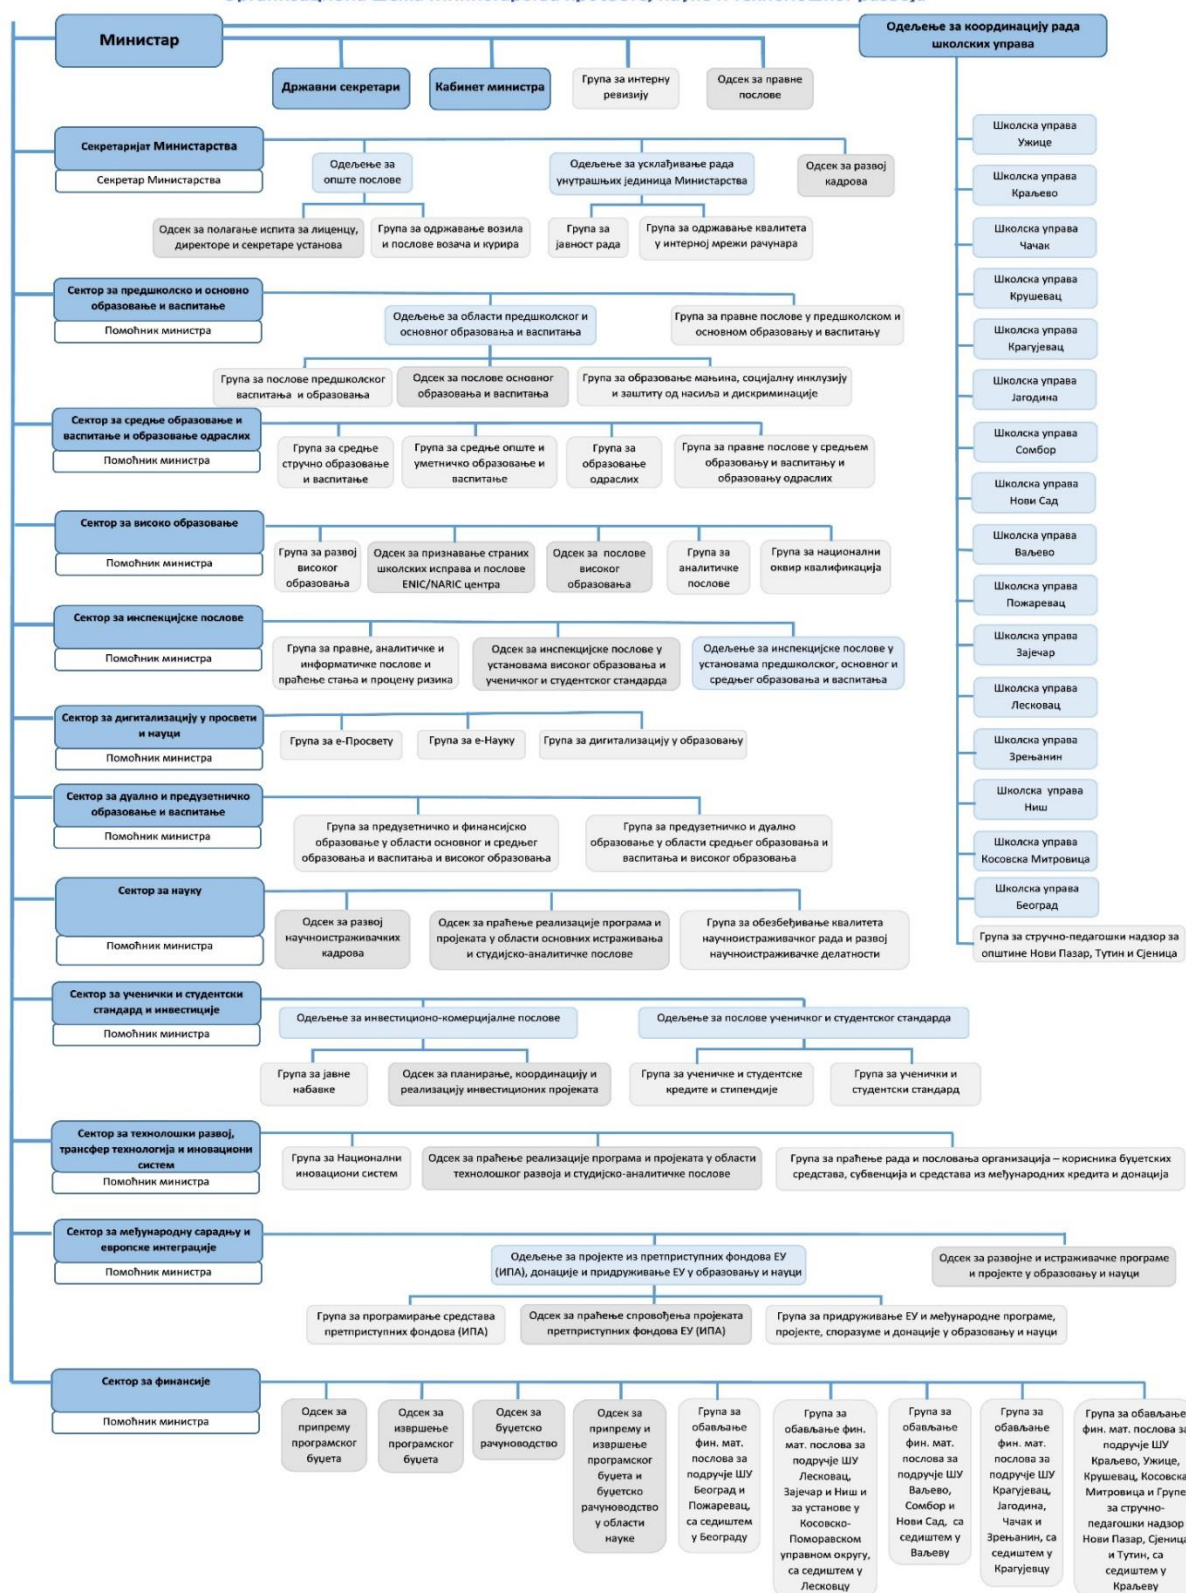 Министар
Одељење за координацију рада
школских управа
Државни секретари
Кабинет министра
Група за интерну
ревизију
Одсек за правне
послове
Секретаријат Министарства
Секретар Министарства
Одељење за
опште послове
Одељење за усклађивање рада
унутрашњих јединица Министарства
Одсек за развој
кадрова
Одсек за полагање испита за лиценцу,
директоре и секретаре установа
Група за одржавање возила
и послове возача и курира
Група за
јавност рада
Група за одржавање квалитета
у интерној мрежи рачунара
Сектор за предшколско и основно
образовање и васпитање
Помоћник министра
Одељење за области предшколског и
основног образовања и васпитања
Група за правне послове у предшколском и
основном образовању и васпитању
Група за послове предшколског
васпитања и образовања
Одсек за послове основног
образовања и васпитања
Група за образовање мањина, социјалну инклузију
и заштиту од насиља и дискриминације
Сектор за средње образовање и
васпитање и образовање одраслих
Помоћник министра
Група за средње
стручно образовање
и васпитање
Група за средње опште и
уметничко образовање и
васпитање
Група за
образовање
одраслих
Група за правне послове у средњем
образовању и васпитању и
образовању одраслих
Сектор за високо образовање
Помоћник министра
Група за развој
високог
образовања
Одсек за признавање страних
школских исправа и послове
ENIC/NARIC центра
Одсек за послове
високог
образовања
Група за
аналитичке
послове
Група за национални
оквир квалификација
Сектор за инспекцијске послове
Помоћник министра
Група за правне, аналитичке и
информатичке послове и
праћење стања и процену ризика
Одсек за инспекцијске послове у
установама високог образовања и
ученичког и студентског стандарда
Одељење за инспекцијске послове у
установама предшколског, основног и
средњег образовања и васпитања
Сектор за дигитализацију у просвети
и науци
Помоћник министра
Група за е-Просвету
Група за е-Науку
Група за дигитализацију у образовању
Сектор за дуално и предузетничко
образовање и васпитање
Помоћник министра
Група за предузетничко и финансијско
образовање у области основног и средњег
образовања и васпитања и високог образовања
Група за предузетничко и дуално
образовање у области средњег образовања и
васпитања и високог образовања
Сектор за науку
Помоћник министра
Одсек за развој
научноистраживачких
кадрова
Одсек за праћење реализације програма и
пројеката у области основних истраживања
и студијско-аналитичке послове
Група за обезбеђивање квалитета
научноистраживачког рада и развој
научноистраживачке делатности
Сектор за ученички и студентски
стандард и инвестиције
Помоћник министра
Одељење за инвестиционо-комерцијалне послове
Одељење за послове ученичког и студентског стандарда
Група за јавне
набавке
Одсек за планирање, координацију и
реализацију инвестиционих пројеката
Група за ученичке и студентске
кредите и стипендије
Група за ученички и
студентски стандард
Сектор за технолошки развој,
трансфер технологија и иновациони
систем
Помоћник министра
Група за Национални
иновациони систем
Одсек за праћење реализације програма и пројеката у области
технолошког развоја и студијско-аналитичке послове
Група за праћење рада и пословања организација – корисника буџетских
средстава, субвенција и средстава из међународних кредита и донација
Сектор за међународну сарадњу и
европске интеграције
Помоћник министра
Одељење за пројекте из претприступних фондова ЕУ
(ИПА), донације и придруживање ЕУ у образовању и науци
Одсек за развојне и истраживачке програме
и пројекте у образовању и науци
Група за програмирање средстава
претприступних фондова (ИПА)
Одсек за праћење спровођења пројеката
претприступних фондова ЕУ (ИПА)
Група за придруживање ЕУ и међународне програме,
пројекте, споразуме и донације у образовању и науци
Сектор за финансије
Помоћник министра
Одсек за
припрему
програмског
буџета
Одсек за
извршење
програмског
буџета
Одсек за
буџетско
рачуноводство
Одсек за
припрему и
извршење
програмског
буџета и
буџетско
рачуноводство
у области
науке
Група за
обављање
фин. мат.
послова за
подручје ШУ
Београд и
Пожаревац,
са седиштем
у Београду
Група за
обављање фин.
мат. послова за
подручје ШУ
Лесковац,
Зајечар и Ниш и
за установе у
Косовско-
Поморавском
управном округу,
са седиштем у
Лесковцу
Група за
обављање
фин. мат.
послова за
подручје ШУ
Ваљево,
Сомбор и
Нови Сад, са
седиштем у
Ваљеву
Група за
обављање
фин. мат.
послова за
подручје ШУ
Крагујевац,
Јагодина,
Чачак и
Зрењанин, са
седиштем у
Крагујевцу
Група за обављање
фин. мат. послова за
подручје ШУ
Краљево, Ужице,
Крушевац, Косовска
Митровица и Групе
за стручно-
педагошки надзор
Нови Пазар, Сјеница
и Тутин, са
седиштем у
Краљеву
Школска управа
Ужице
Школска управа
Краљево
Школска управа
Чачак
Школска управа
Крушевац
Школска управа
Крагујевац
Школска управа
Јагодина
Школска управа
Сомбор
Школска управа
Нови Сад
Школска управа
Ваљево
Школска управа
Пожаревац
Школска управа
Зајечар
Школска управа
Лесковац
Школска управа
Зрењанин
Школска управа
Ниш
Школска управа
Косовска Митровица
Школска управа
Београд
Група за стручно-педагошки надзор за
општине Нови Пазар, Тутин и Сјеница